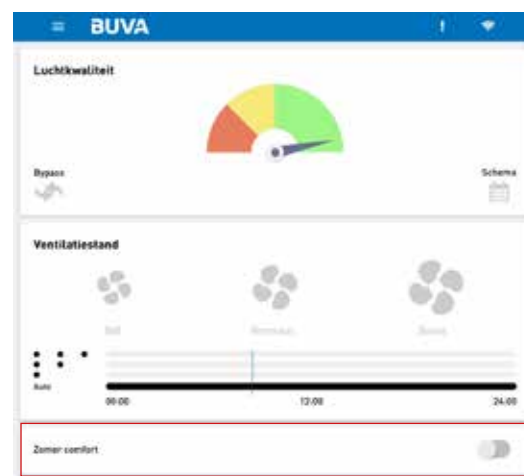 BUVA
Luchtkwaliteit
Bypass
Schema
Ventilatiestand
Auto
00:00 12:00 24:00
Zomer comfort